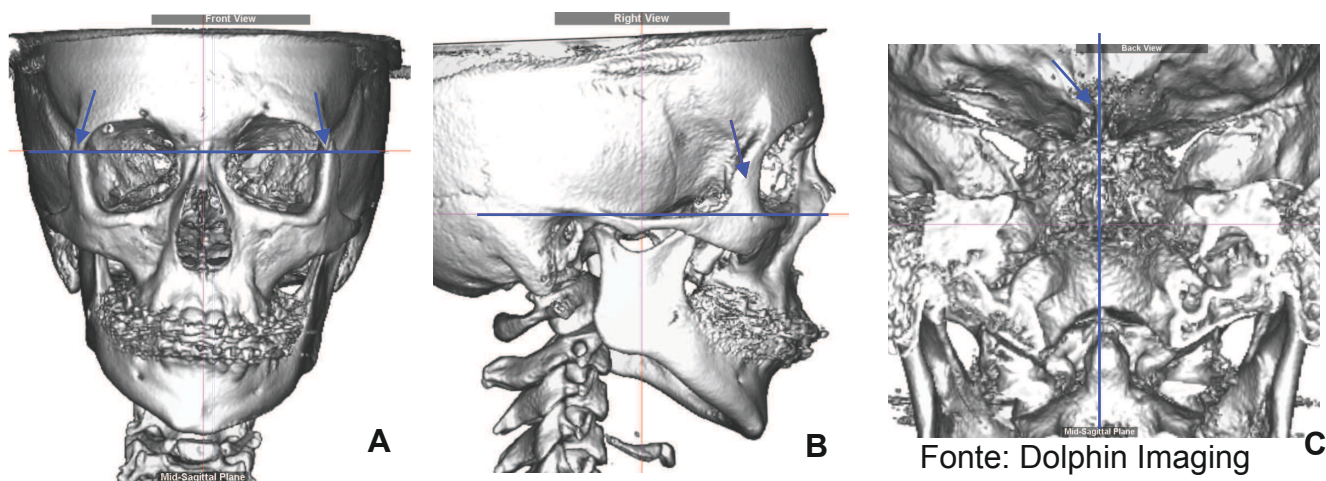 Front View
Right View
Back View
A
B
C
Mid-Sagittal Plane
Mid-Sagittal Plane
Fonte: Dolphin Imaging